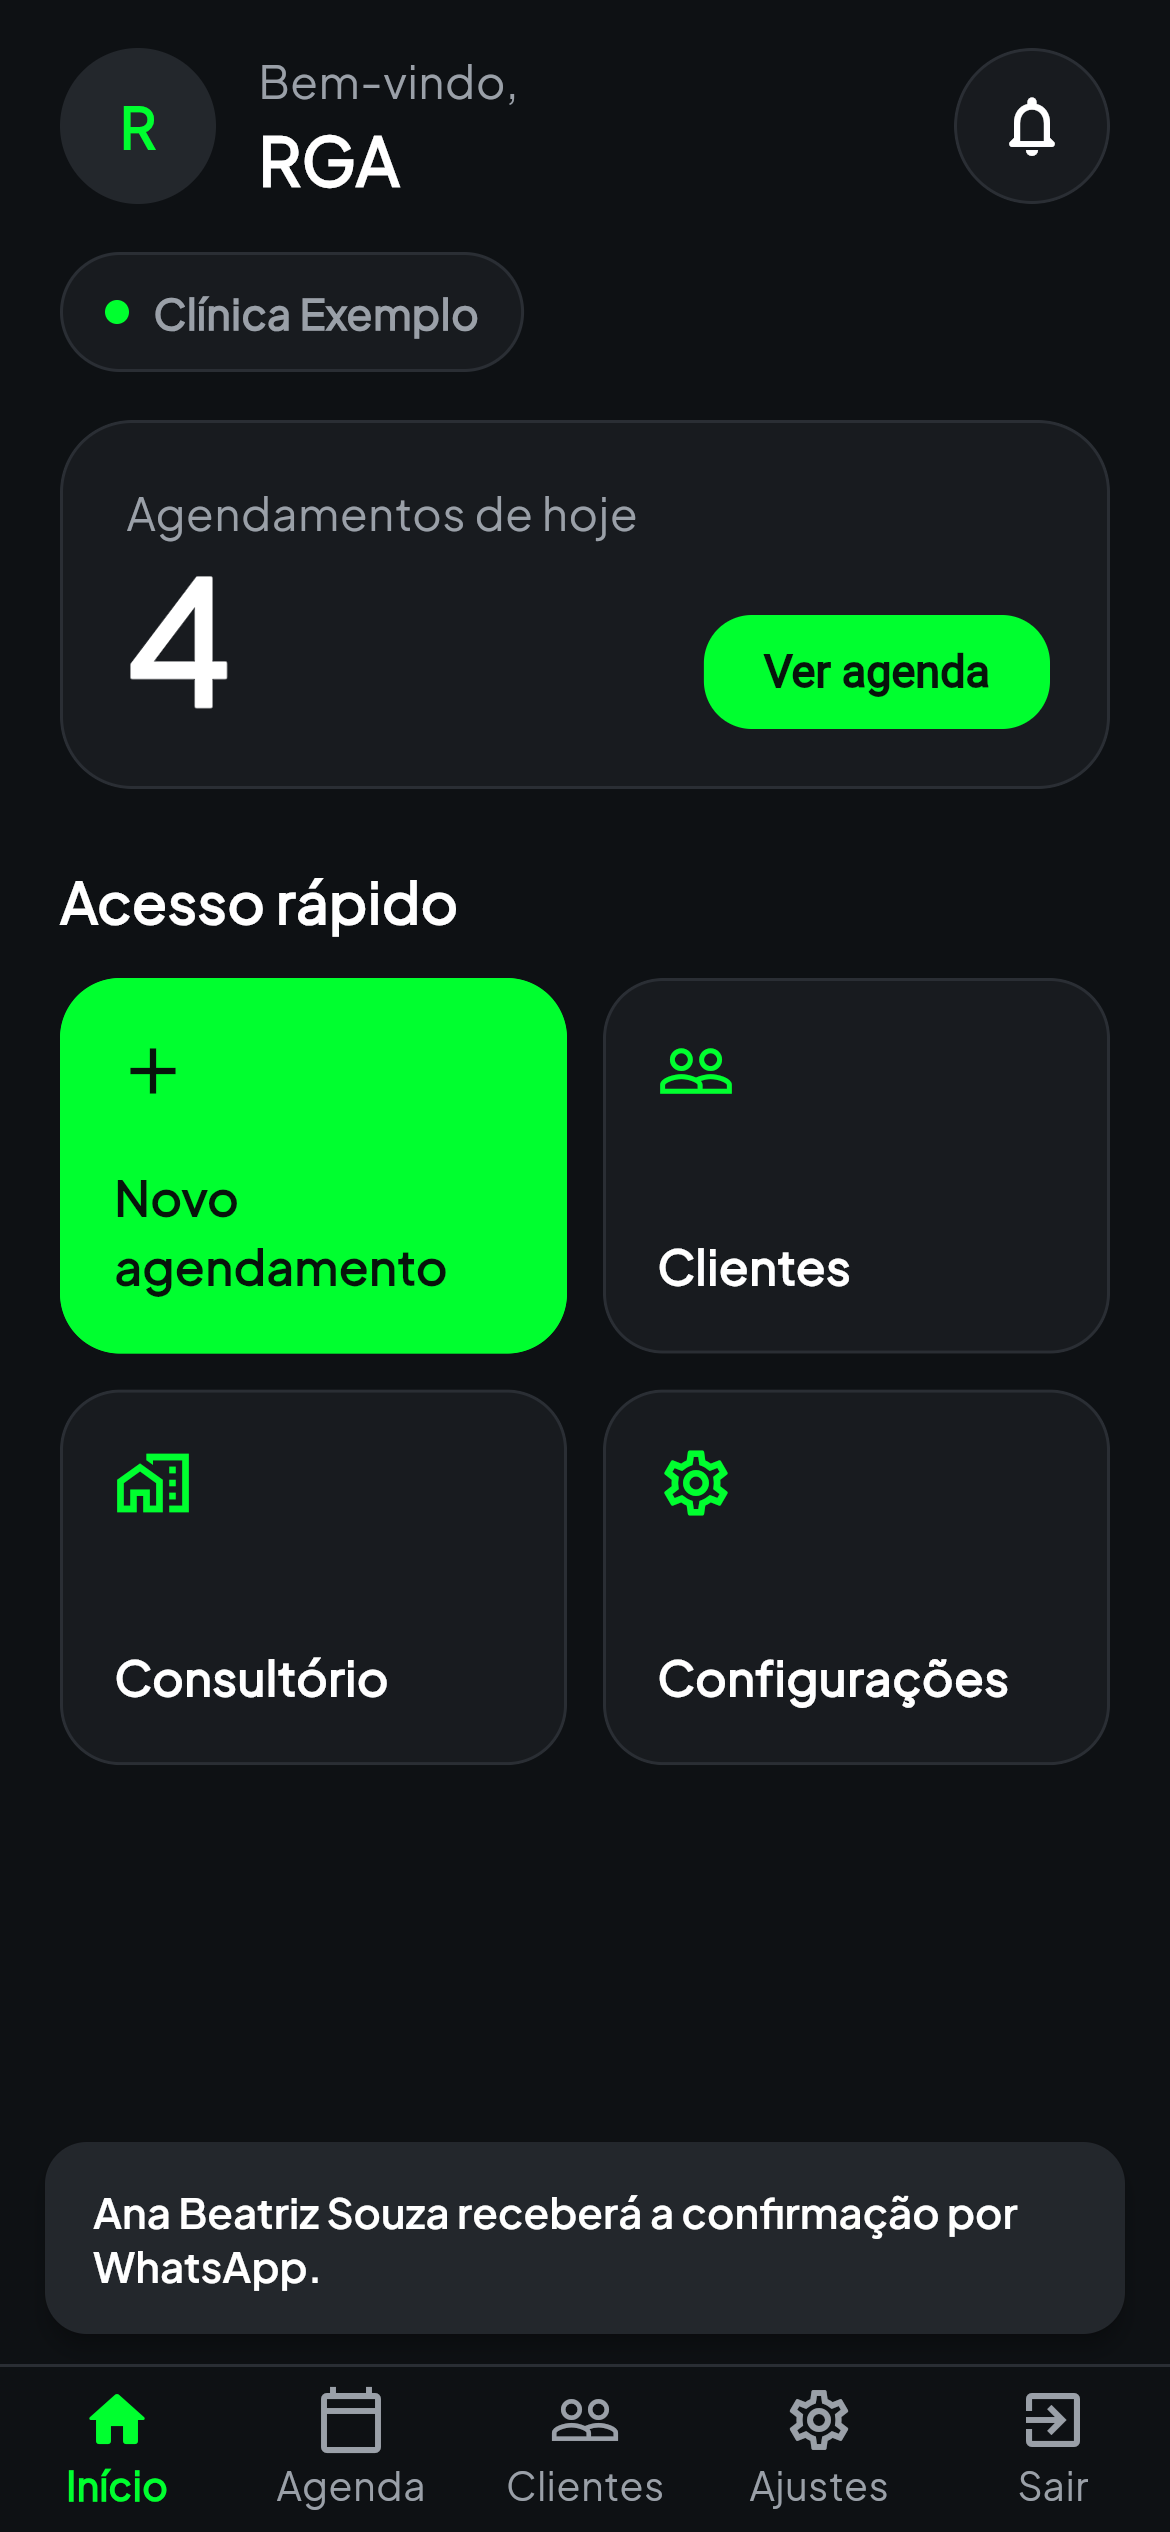 R
Bem-vindo,
RGA
Clínica Exemplo
Agendamentos de hoje
4
Ver agenda
Acesso rápido
Novo
agendamento
Clientes
Consultório
Configurações
Ana Beatriz Souza receberá a confirmação por
WhatsApp.
Início
Agenda
Clientes
Ajustes
Sair